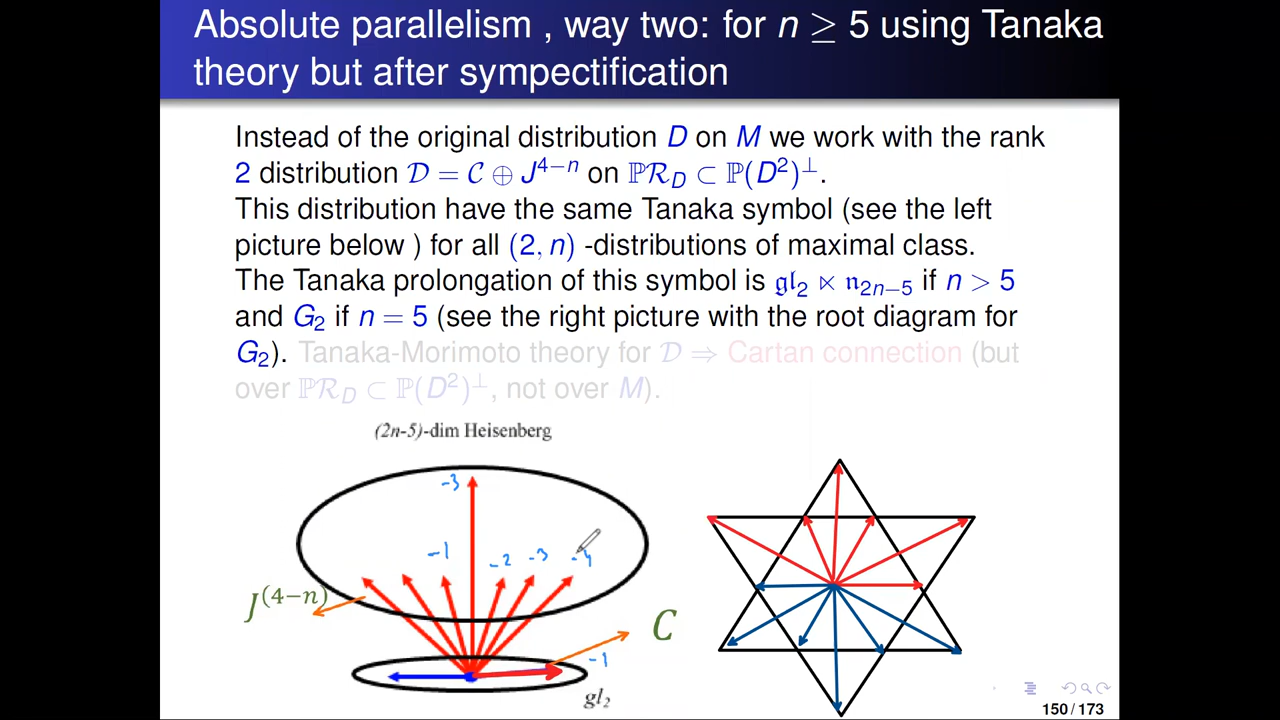 Absolute parallelism , way two: for n ≥ 5 using Tanaka
theory but after sympectification
Instead of the original distribution D on M we work with the rank
2 distribution 𝒟 = 𝒞 ⊕ J^{4−n} on ℙℛ_D ⊂ ℙ(D²)^⊥.
This distribution have the same Tanaka symbol (see the left
picture below ) for all (2, n) -distributions of maximal class.
The Tanaka prolongation of this symbol is 𝔤𝔩₂ ⋉ 𝔫_{2n−5} if n > 5
and G₂ if n = 5 (see the right picture with the root diagram for
G₂). Tanaka-Morimoto theory for 𝒟 ⇒ Cartan connection (but
over ℙℛ_D ⊂ ℙ(D²)^⊥, not over M).
(2n-5)-dim Heisenberg
-3
-1 -2 -3 -4
J^{(4−n)}
C
-1
gl₂
150 / 173